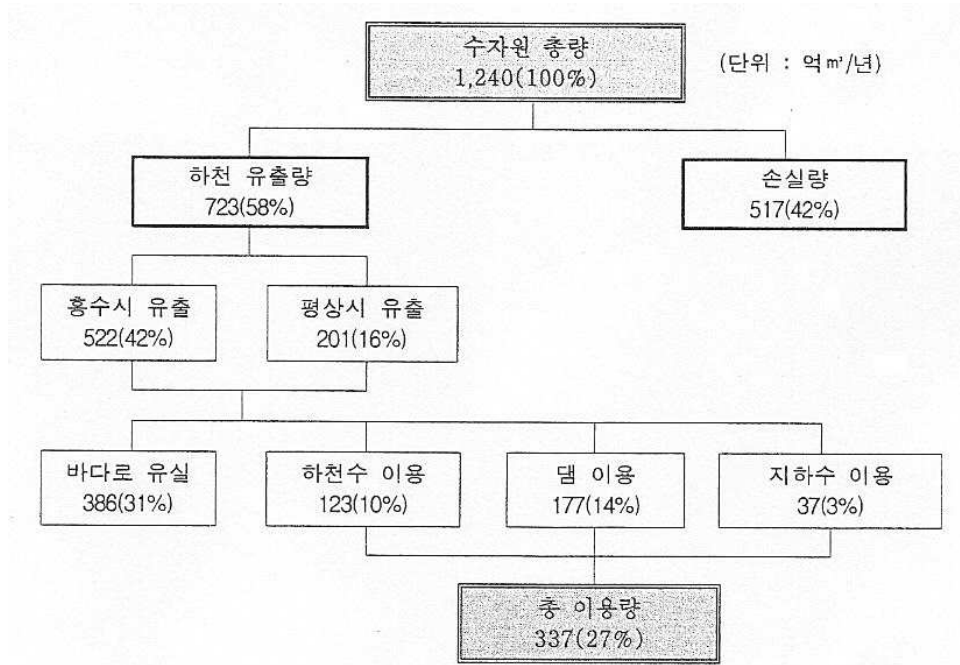 수자원 총량
1,240(100%)
(단위 : 억㎥/년)
하천 유출량
723(58%)
손실량
517(42%)
홍수시 유출
522(42%)
평상시 유출
201(16%)
바다로 유실
386(31%)
하천수 이용
123(10%)
댐 이용
177(14%)
지하수 이용
37(3%)
총 이용량
337(27%)